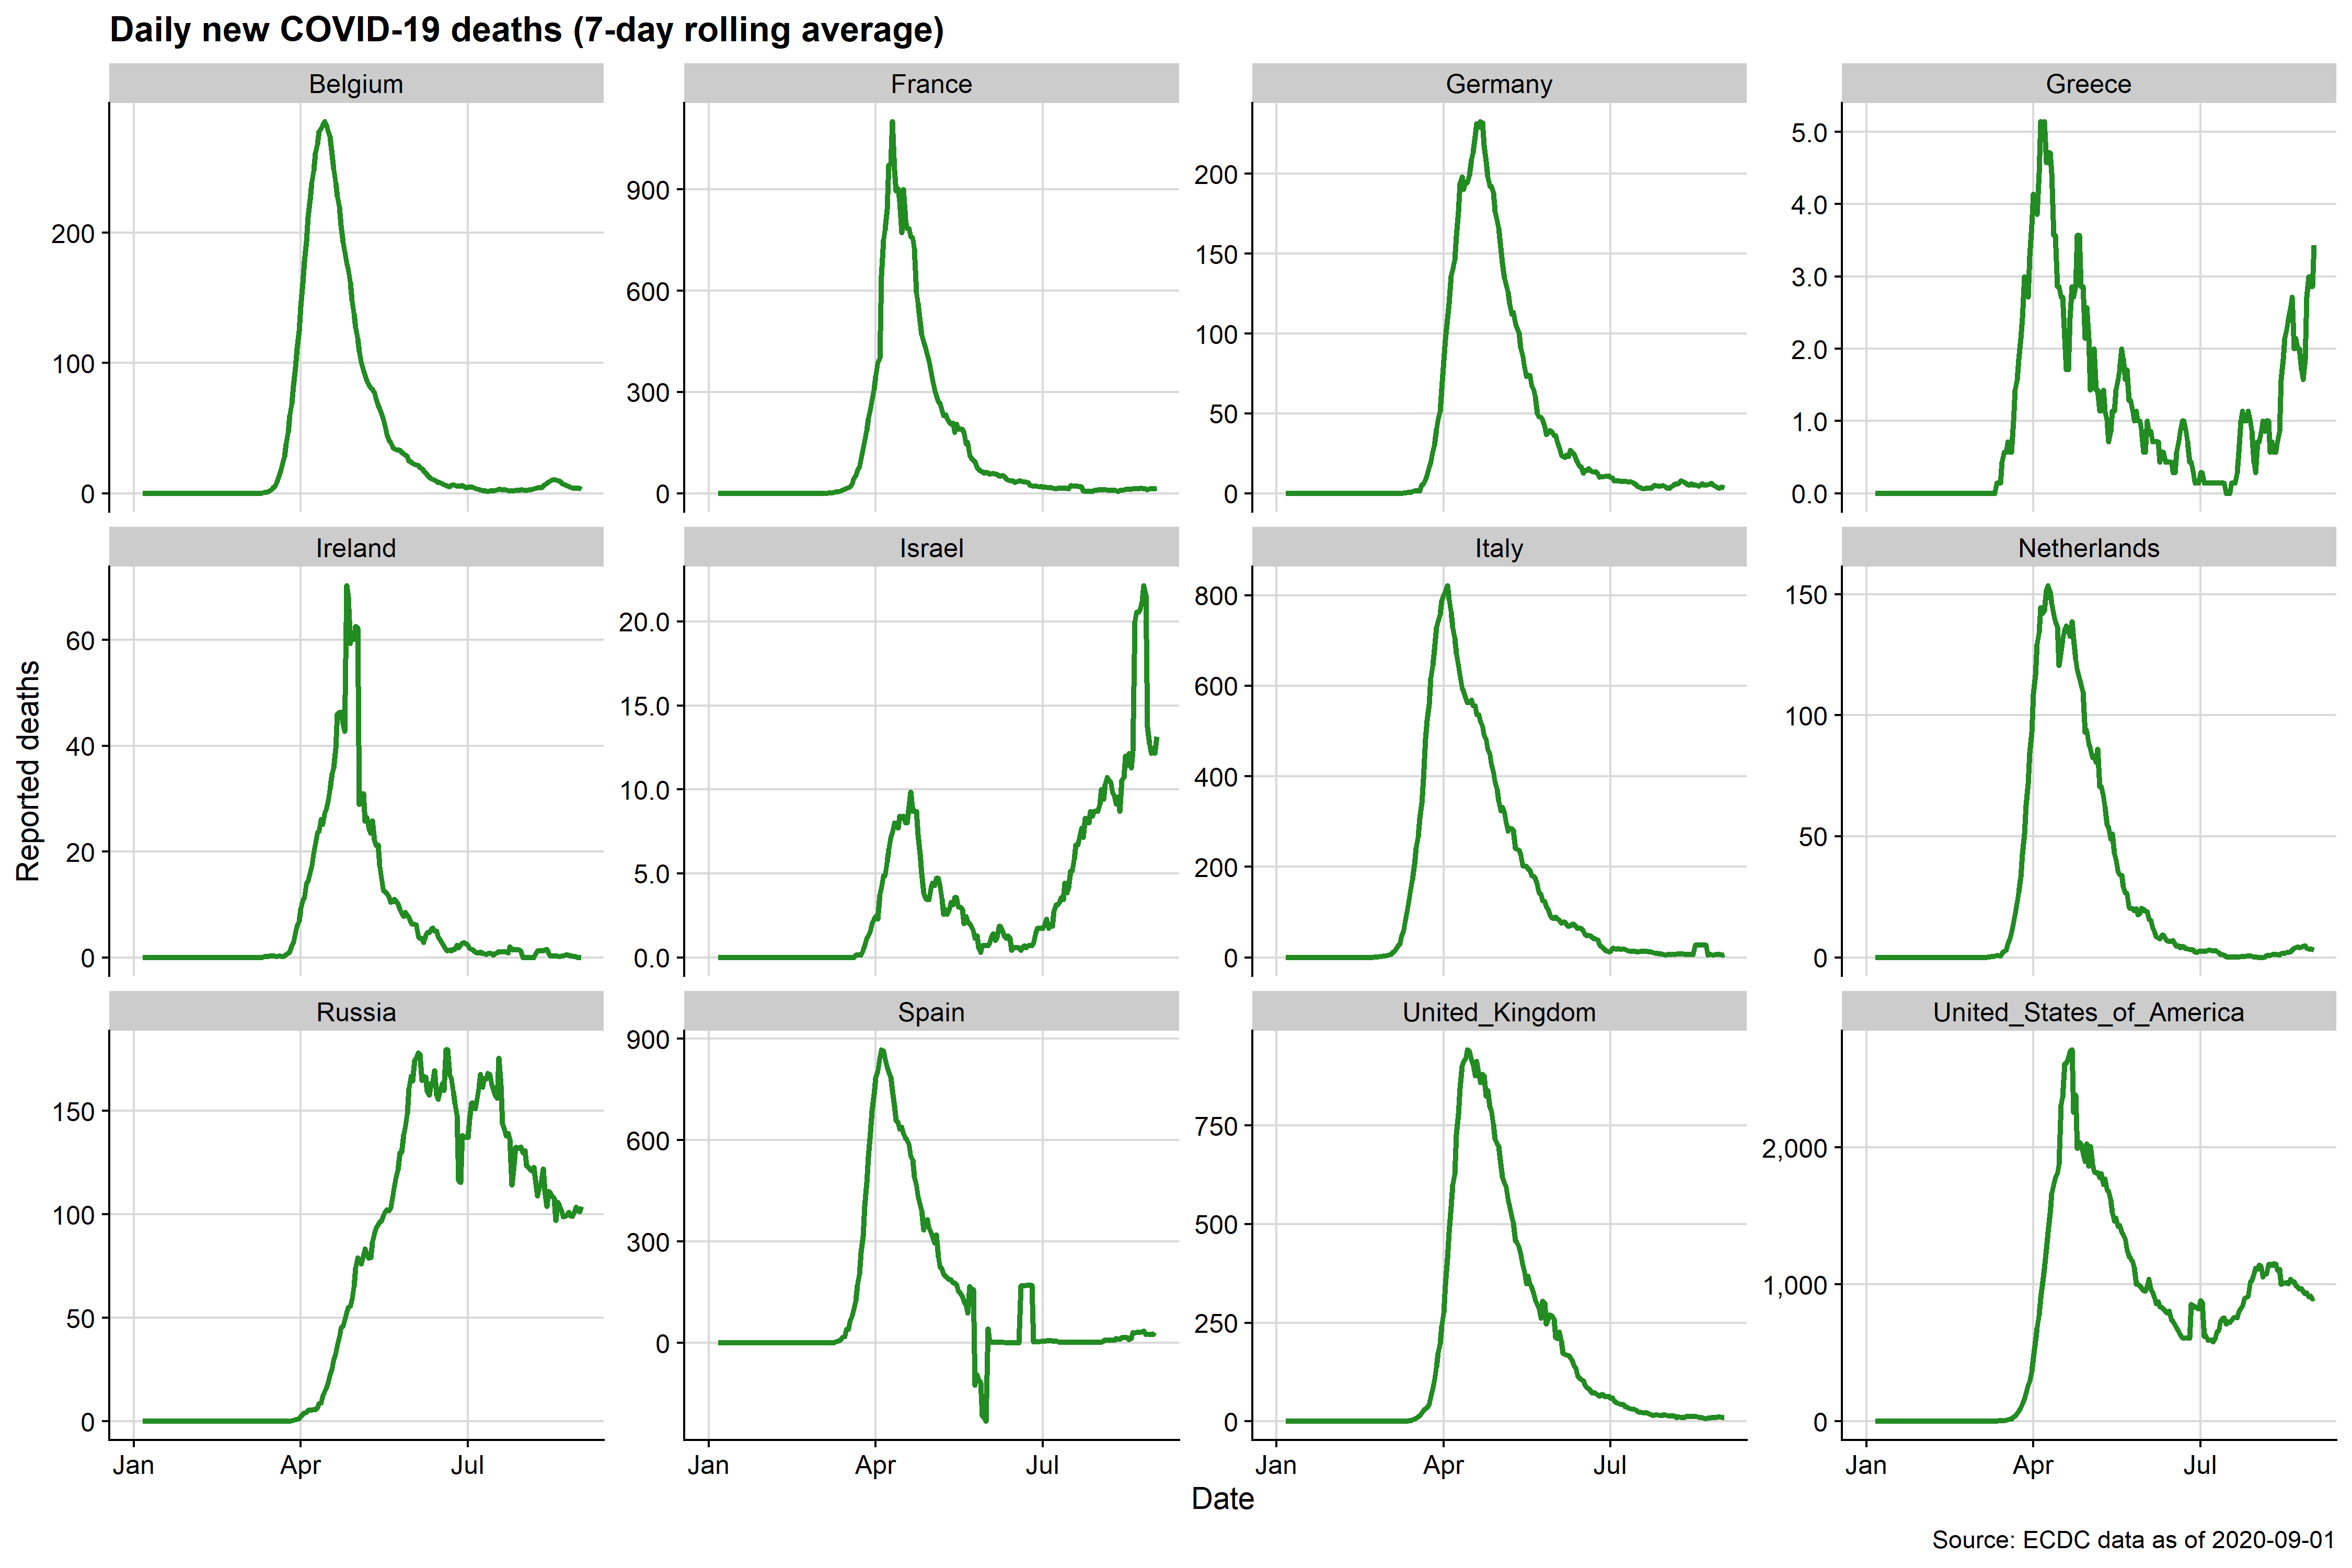 Daily new COVID-19 deaths (7-day rolling average)
Belgium
France
Germany
Greece
200
100
0
900
600
300
0
200
150
100
50
0
5.0
4.0
3.0
2.0
1.0
0.0
Ireland
Israel
Italy
Netherlands
60
40
20
0
20.0
15.0
10.0
5.0
0.0
800
600
400
200
0
150
100
50
0
Reported deaths
Russia
Spain
United_Kingdom
United_States_of_America
150
100
50
0
900
600
300
0
750
500
250
0
2,000
1,000
0
Jan Apr Jul
Jan Apr Jul
Jan Apr Jul
Jan Apr Jul
Date
Source: ECDC data as of 2020-09-01